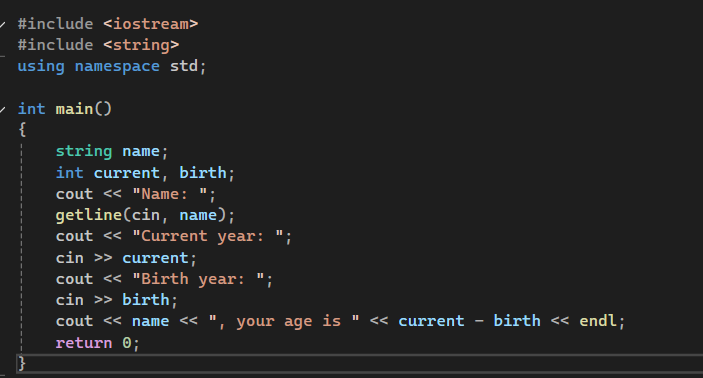 #include <iostream>
#include <string>
using namespace std;

int main()
{
    string name;
    int current, birth;
    cout << "Name: ";
    getline(cin, name);
    cout << "Current year: ";
    cin >> current;
    cout << "Birth year: ";
    cin >> birth;
    cout << name << ", your age is " << current - birth << endl;
    return 0;
}